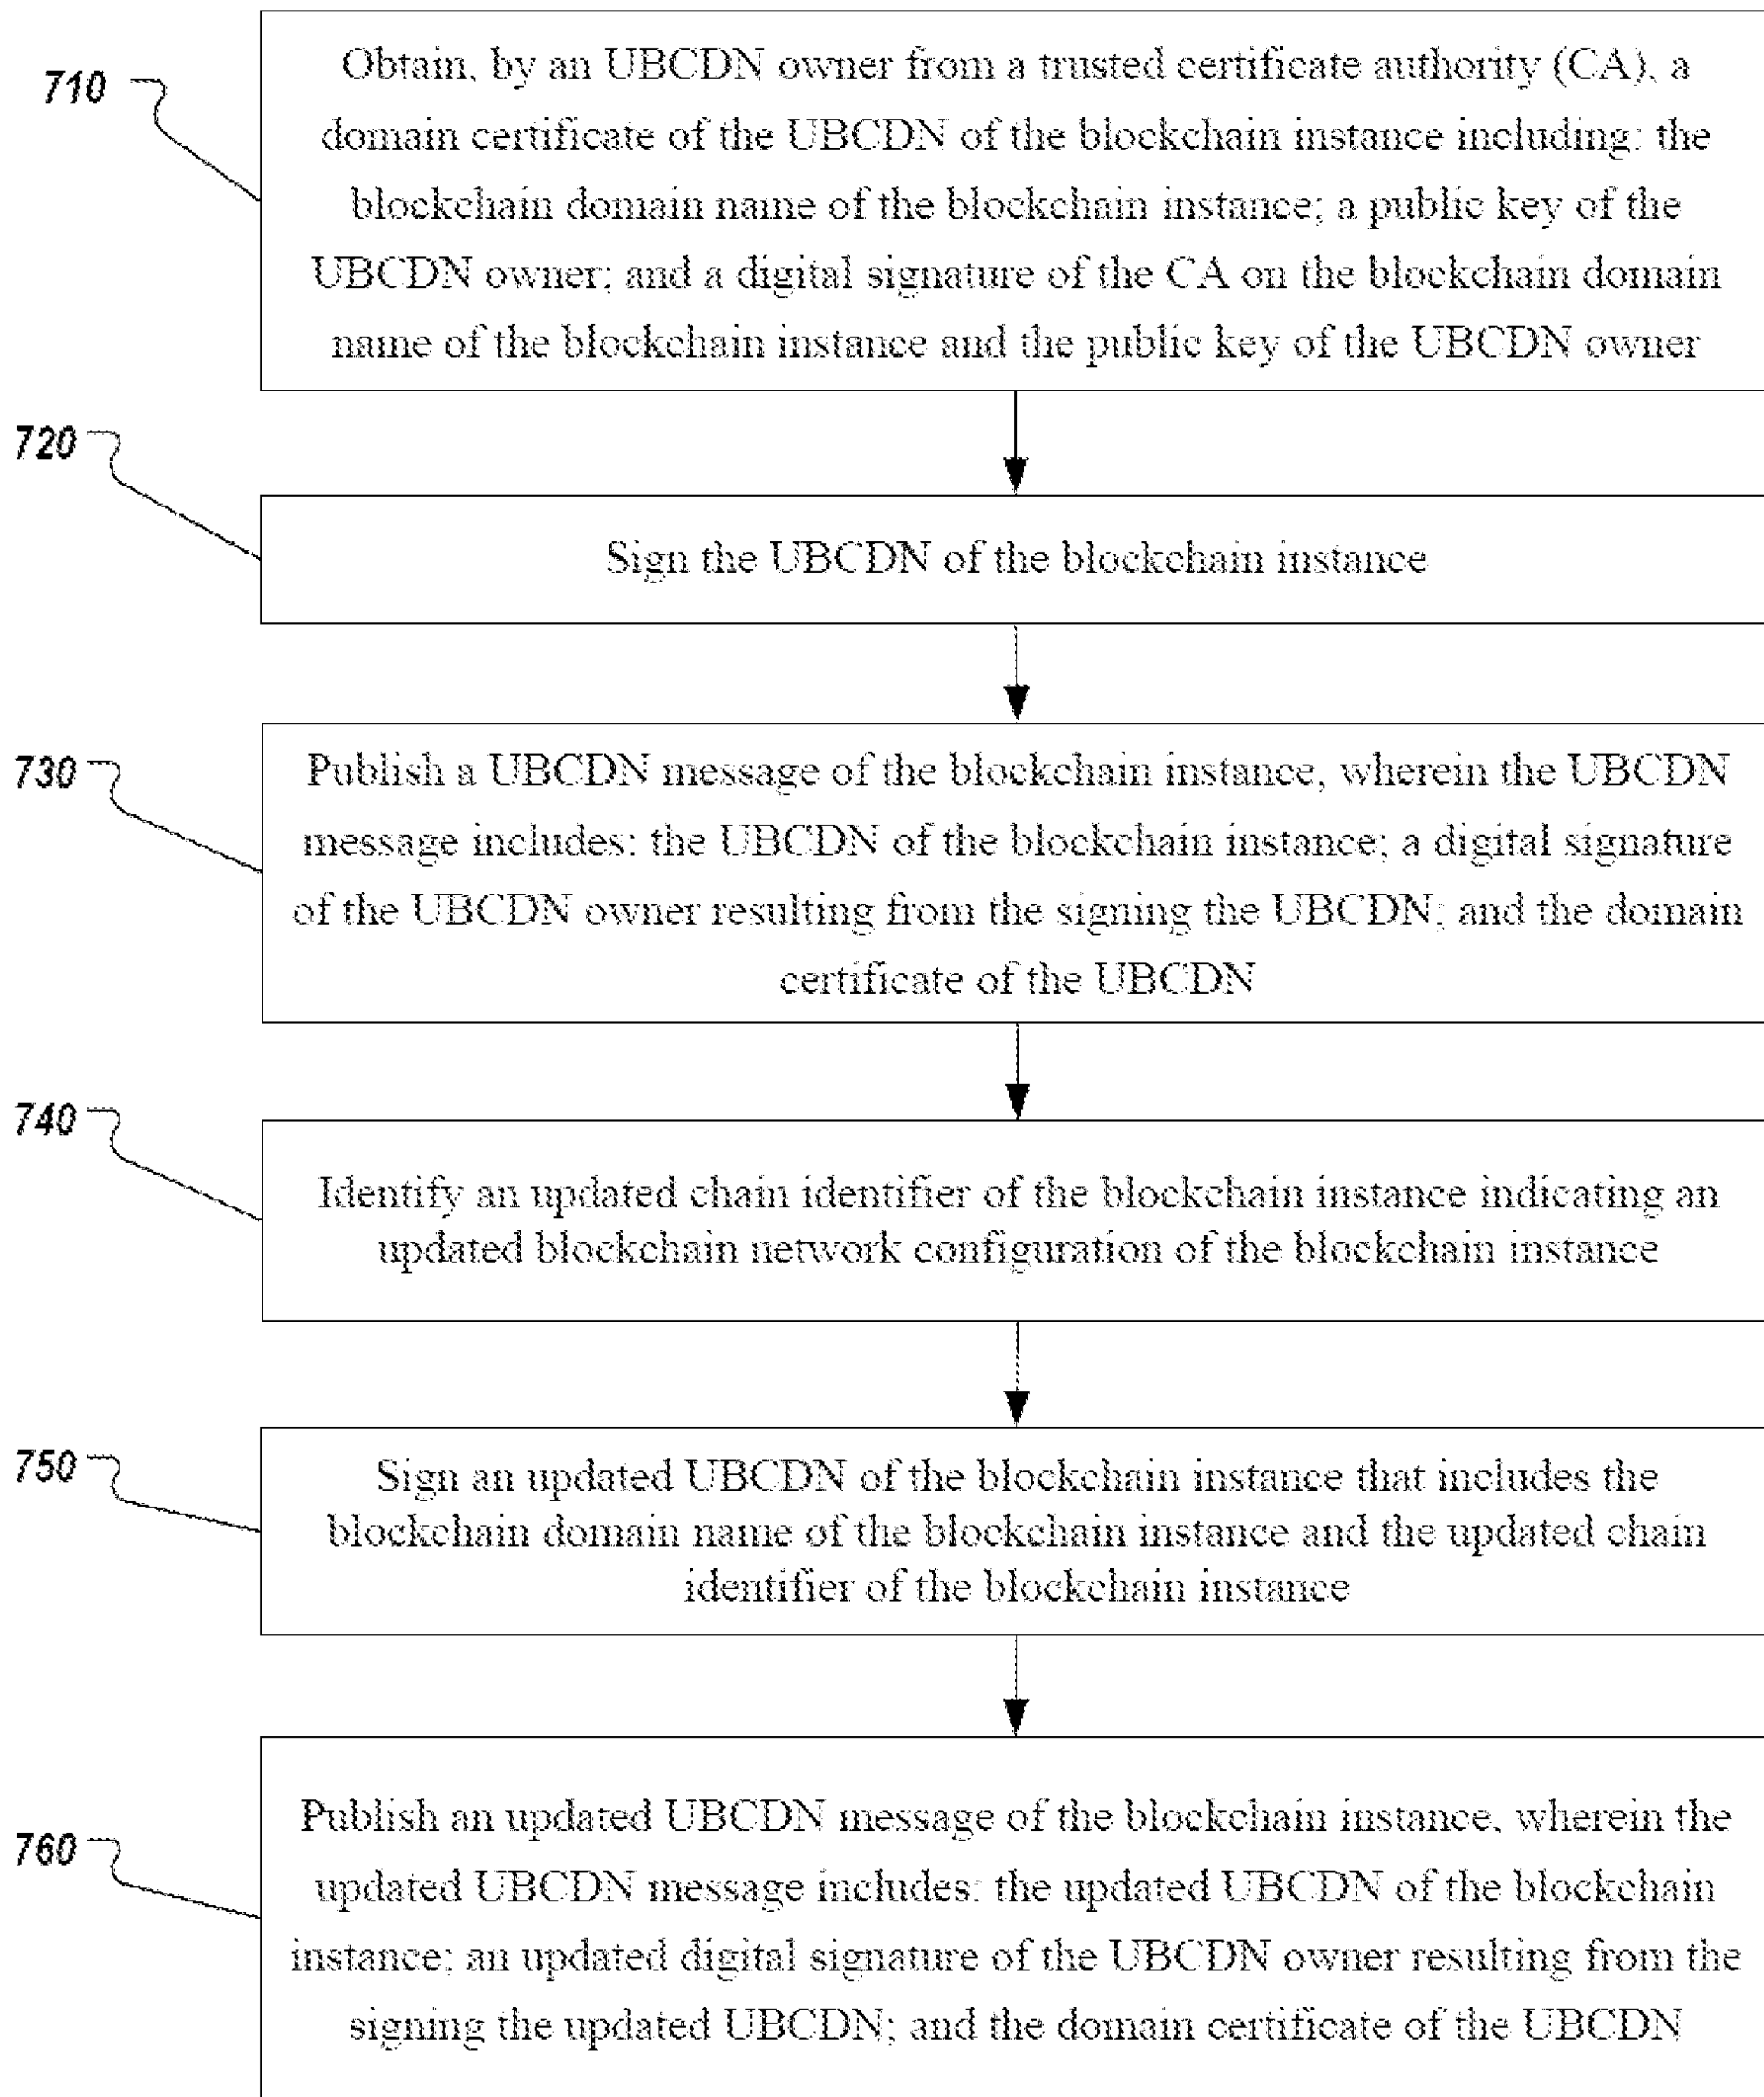 710
Obtain, by an UBCDN owner from a trusted certificate authority (CA), a
domain certificate of the UBCDN of the blockchain instance including: the
blockchain domain name of the blockchain instance; a public key of the
UBCDN owner; and a digital signature of the CA on the blockchain domain
name of the blockchain instance and the public key of the UBCDN owner
720
Sign the UBCDN of the blockchain instance
730
Publish a UBCDN message of the blockchain instance, wherein the UBCDN
message includes: the UBCDN of the blockchain instance; a digital signature
of the UBCDN owner resulting from the signing the UBCDN; and the domain
certificate of the UBCDN
740
Identify an updated chain identifier of the blockchain instance indicating an
updated blockchain network configuration of the blockchain instance
750
Sign an updated UBCDN of the blockchain instance that includes the
blockchain domain name of the blockchain instance and the updated chain
identifier of the blockchain instance
760
Publish an updated UBCDN message of the blockchain instance, wherein the
updated UBCDN message includes: the updated UBCDN of the blockchain
instance; an updated digital signature of the UBCDN owner resulting from the
signing the updated UBCDN; and the domain certificate of the UBCDN